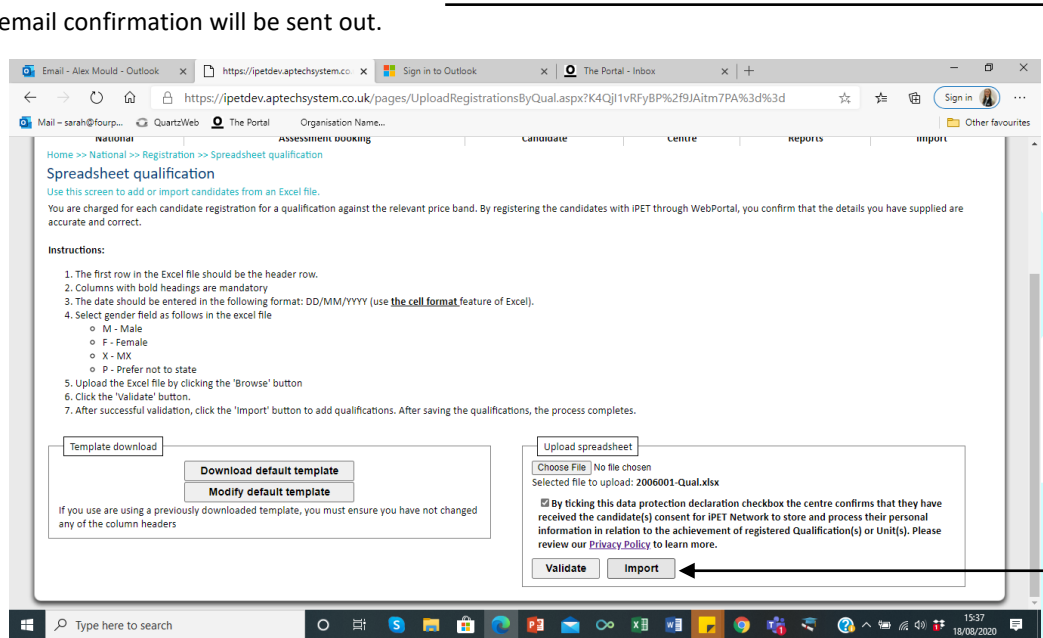 email confirmation will be sent out.
Email - Alex Mould - Outlook
https://ipetdev.aptechsystem.co.
Sign in to Outlook
The Portal - Inbox
https://ipetdev.aptechsystem.co.uk/pages/UploadRegistrationsByQual.aspx?K4QjI1vRFyBP%2f9JAitm7PA%3d%3d
Sign in
Mail – sarah@fourp...
QuartzWeb
The Portal
Organisation Name...
Other favourites
National
Assessment booking
Candidate
Centre
Reports
Import
Home >> National >> Registration >> Spreadsheet qualification
Spreadsheet qualification
Use this screen to add or import candidates from an Excel file.
You are charged for each candidate registration for a qualification against the relevant price band. By registering the candidates with iPET through WebPortal, you confirm that the details you have supplied are
accurate and correct.
Instructions:
1. The first row in the Excel file should be the header row.
2. Columns with bold headings are mandatory
3. The date should be entered in the following format: DD/MM/YYYY (use the cell format feature of Excel).
4. Select gender field as follows in the excel file
M - Male
F - Female
X - MX
P - Prefer not to state
5. Upload the Excel file by clicking the 'Browse' button
6. Click the 'Validate' button.
7. After successful validation, click the 'Import' button to add qualifications. After saving the qualifications, the process completes.
Template download
Download default template
Modify default template
If you use are using a previously downloaded template, you must ensure you have not changed
any of the column headers
Upload spreadsheet
Choose File No file chosen
Selected file to upload: 2006001-Qual.xlsx
By ticking this data protection declaration checkbox the centre confirms that they have
received the candidate(s) consent for iPET Network to store and process their personal
information in relation to the achievement of registered Qualification(s) or Unit(s). Please
review our Privacy Policy to learn more.
Validate
Import
Type here to search
15:37
18/08/2020